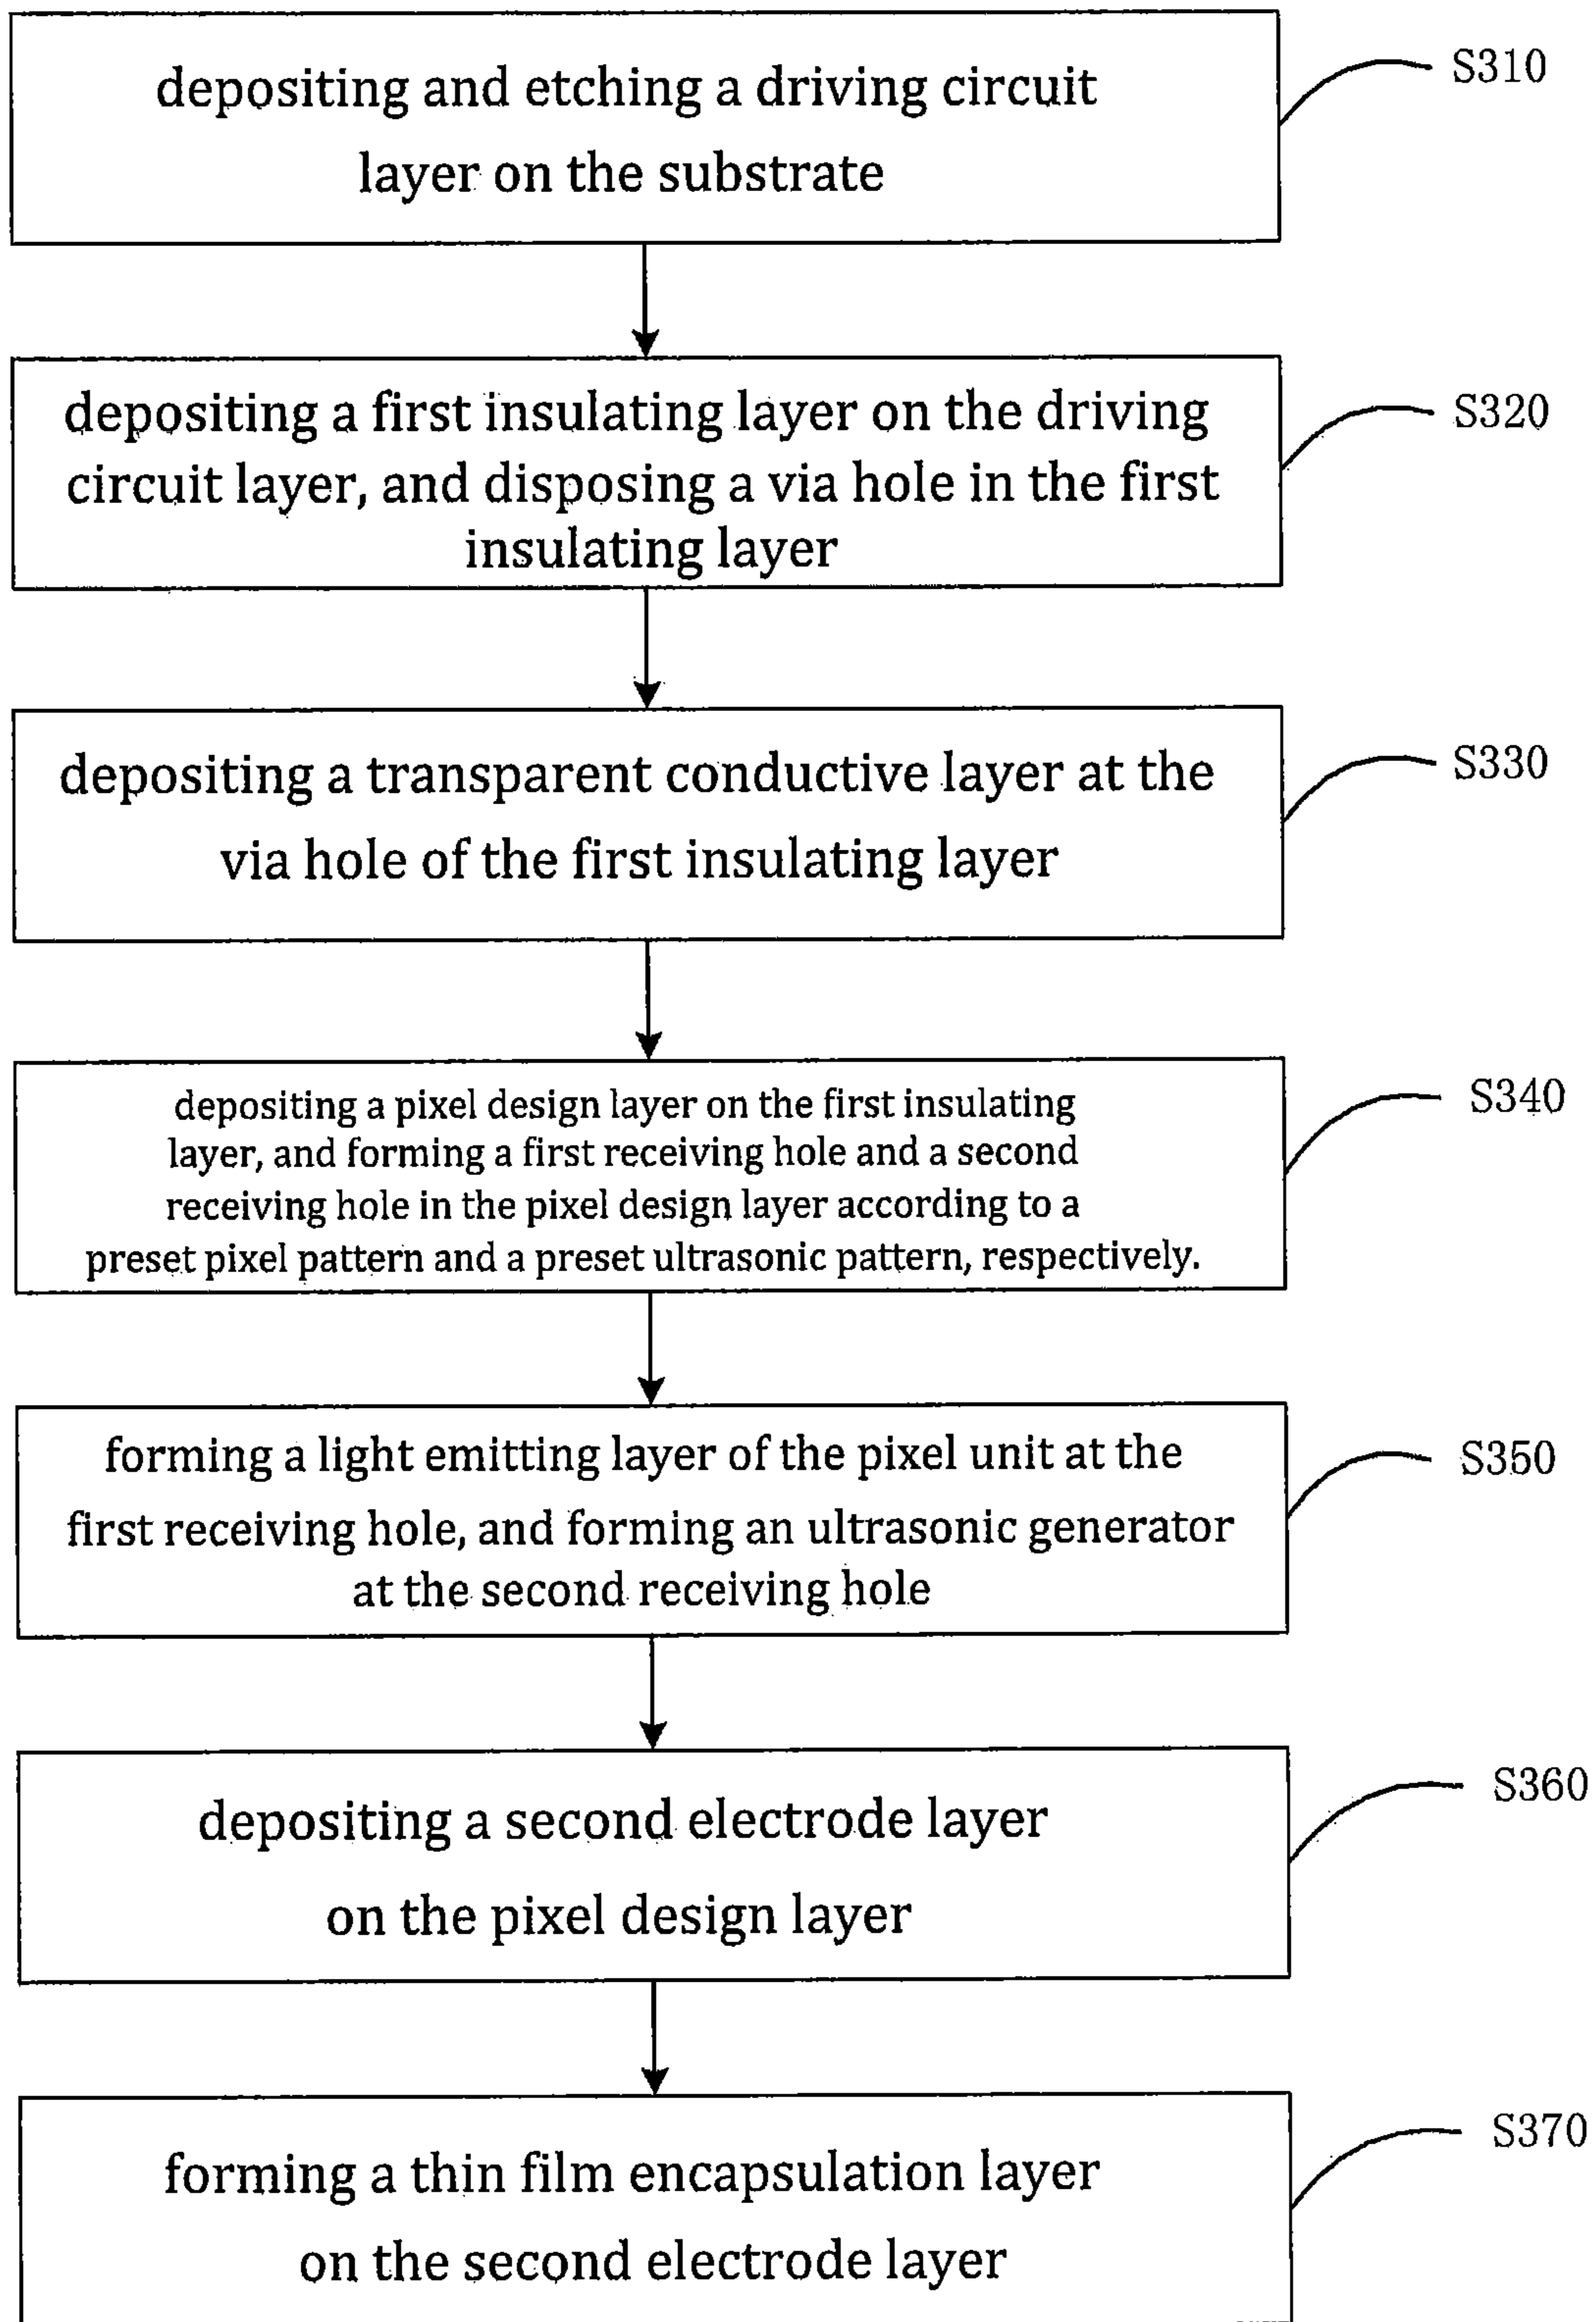 depositing and etching a driving circuit
layer on the substrate
S310
depositing a first insulating layer on the driving
circuit layer, and disposing a via hole in the first
insulating layer
S320
depositing a transparent conductive layer at the
via hole of the first insulating layer
S330
depositing a pixel design layer on the first insulating
layer, and forming a first receiving hole and a second
receiving hole in the pixel design layer according to a
preset pixel pattern and a preset ultrasonic pattern, respectively.
S340
forming a light emitting layer of the pixel unit at the
first receiving hole, and forming an ultrasonic generator
at the second receiving hole
S350
depositing a second electrode layer
on the pixel design layer
S360
forming a thin film encapsulation layer
on the second electrode layer
S370